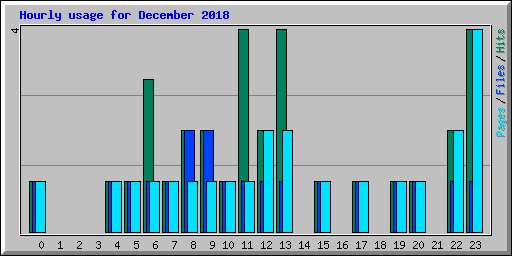 Hourly usage for December 2018
4
Pages / Files / Hits
0 1 2 3 4 5 6 7 8 9 10 11 12 13 14 15 16 17 18 19 20 21 22 23